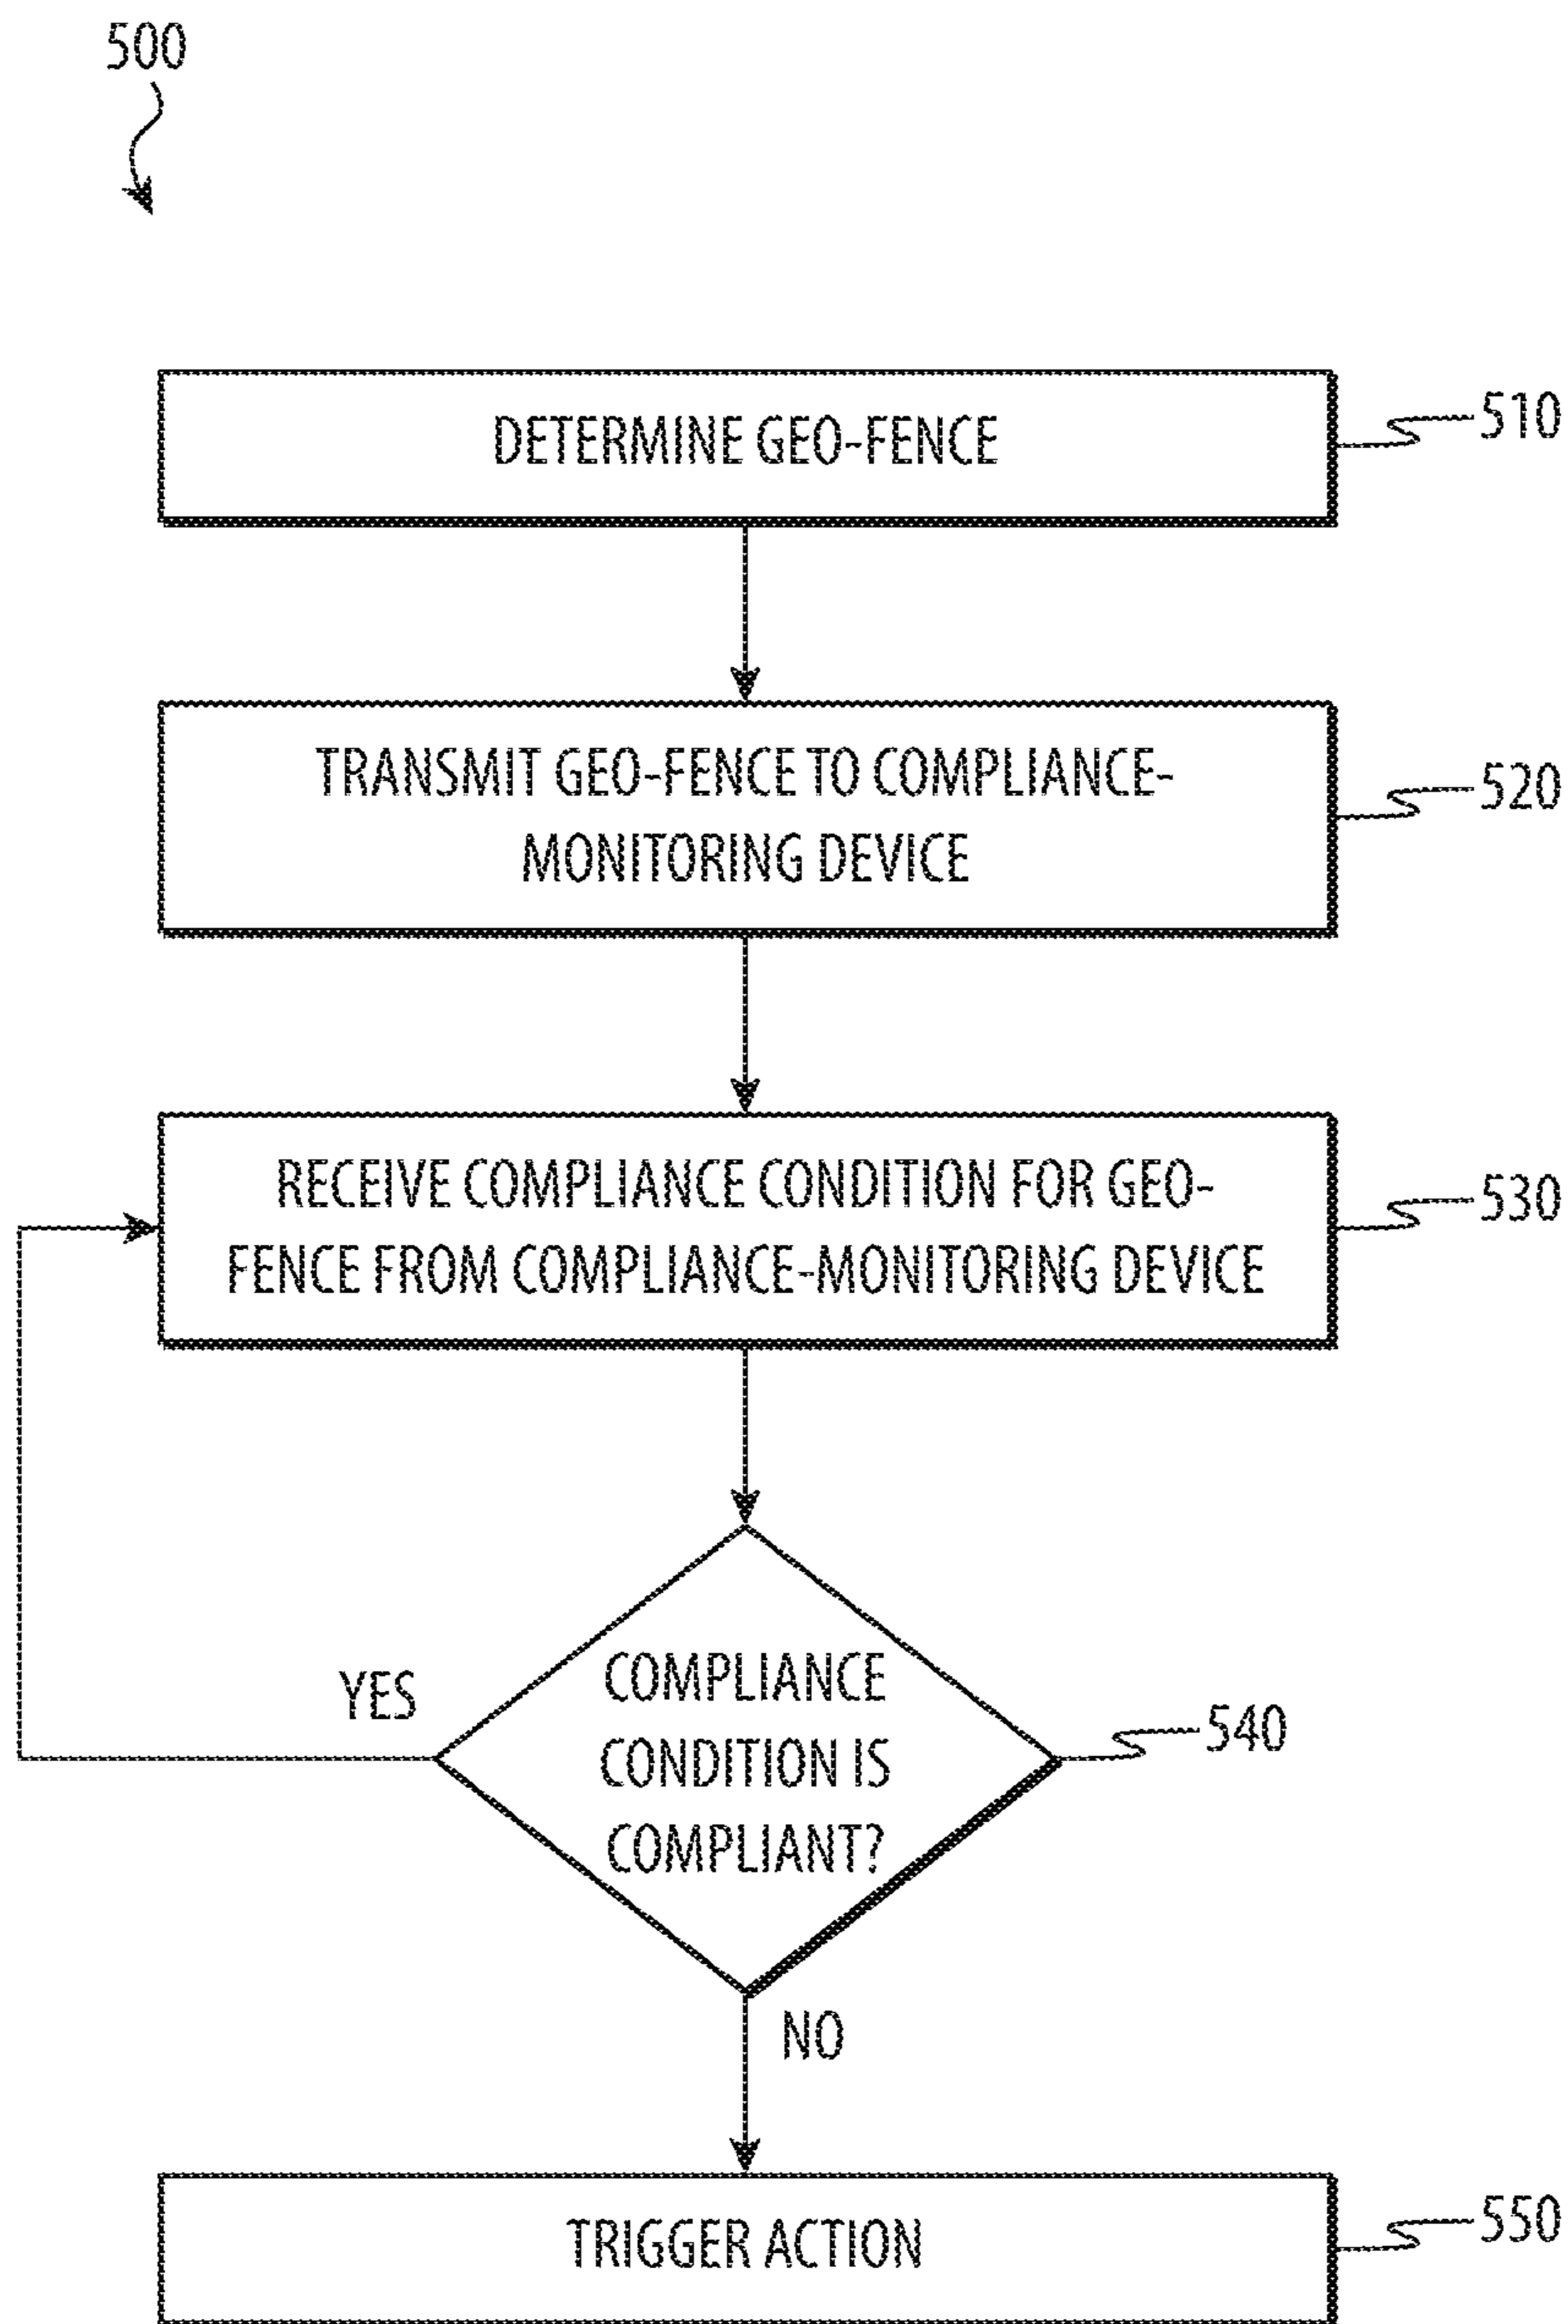 500
DETERMINE GEO-FENCE
510
TRANSMIT GEO-FENCE TO COMPLIANCE-
MONITORING DEVICE
520
RECEIVE COMPLIANCE CONDITION FOR GEO-
FENCE FROM COMPLIANCE-MONITORING DEVICE
530
YES
COMPLIANCE
CONDITION IS
COMPLIANT?
540
NO
TRIGGER ACTION
550